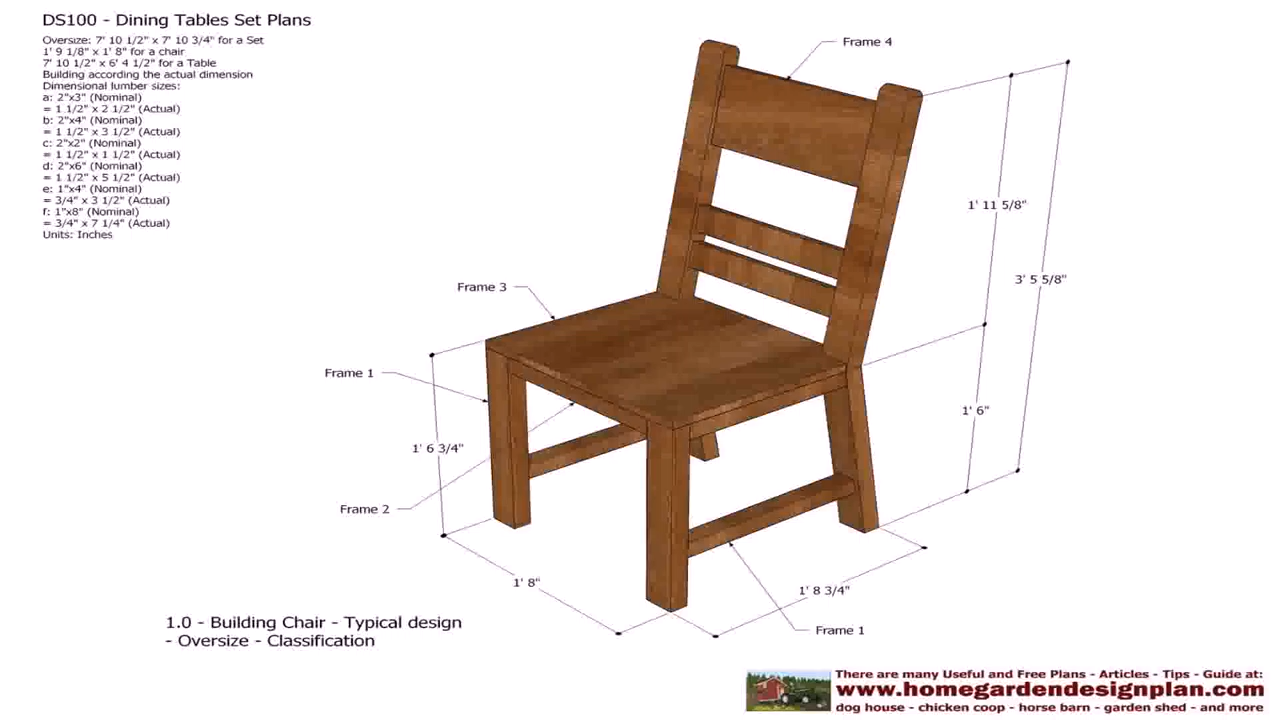 DS100 - Dining Tables Set Plans
Oversize: 7' 10 1/2" x 7' 10 3/4" for a Set
1' 9 1/8" x 1' 8" for a chair
7' 10 1/2" x 6' 4 1/2" for a Table
Building according the actual dimension
Dimensional lumber sizes:
a: 2"x3" (Nominal)
= 1 1/2" x 2 1/2" (Actual)
b: 2"x4" (Nominal)
= 1 1/2" x 3 1/2" (Actual)
c: 2"x2" (Nominal)
= 1 1/2" x 1 1/2" (Actual)
d: 2"x6" (Nominal)
= 1 1/2" x 5 1/2" (Actual)
e: 1"x4" (Nominal)
= 3/4" x 3 1/2" (Actual)
f: 1"x8" (Nominal)
= 3/4" x 7 1/4" (Actual)
Units: Inches
Frame 4
1' 11 5/8"
3' 5 5/8"
Frame 3
Frame 1
1' 6"
1' 6 3/4"
Frame 2
1' 8"
1' 8 3/4"
Frame 1
1.0 - Building Chair - Typical design
- Oversize - Classification
There are many Useful and Free Plans - Articles - Tips - Guide at:
www.homegardendesignplan.com
dog house - chicken coop - horse barn - garden shed - and more